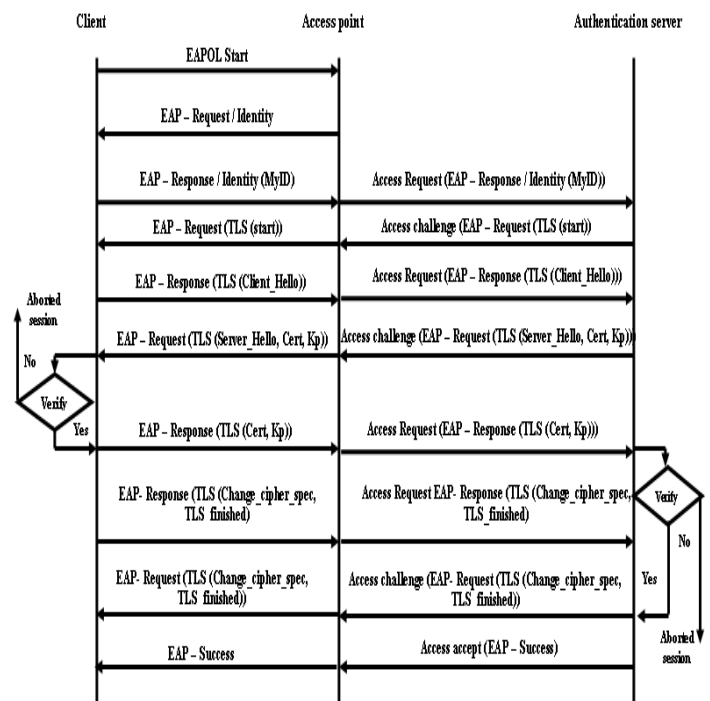 Client
Access point
Authentication server
EAPOL Start
EAP – Request / Identity
EAP – Response / Identity (MyID)
Access Request (EAP – Response / Identity (MyID))
EAP – Request (TLS (start))
Access challenge (EAP – Request (TLS (start))
EAP – Response (TLS (Client_Hello))
Access Request (EAP – Response (TLS (Client_Hello)))
Aborted
session
EAP – Request (TLS (Server_Hello, Cert, Kp))
Access challenge (EAP – Request (TLS (Server_Hello, Cert, Kp)))
No
Verify
Yes
EAP – Response (TLS (Cert, Kp))
Access Request (EAP – Response (TLS (Cert, Kp)))
EAP- Response (TLS (Change_cipher_spec,
TLS_finished)
Access Request EAP- Response (TLS (Change_cipher_spec,
TLS_finished)
Verify
No
Yes
EAP- Request (TLS (Change_cipher_spec,
TLS_finished))
Access challenge (EAP- Request (TLS (Change_cipher_spec,
TLS_finished))
Aborted
session
EAP – Success
Access accept (EAP – Success)